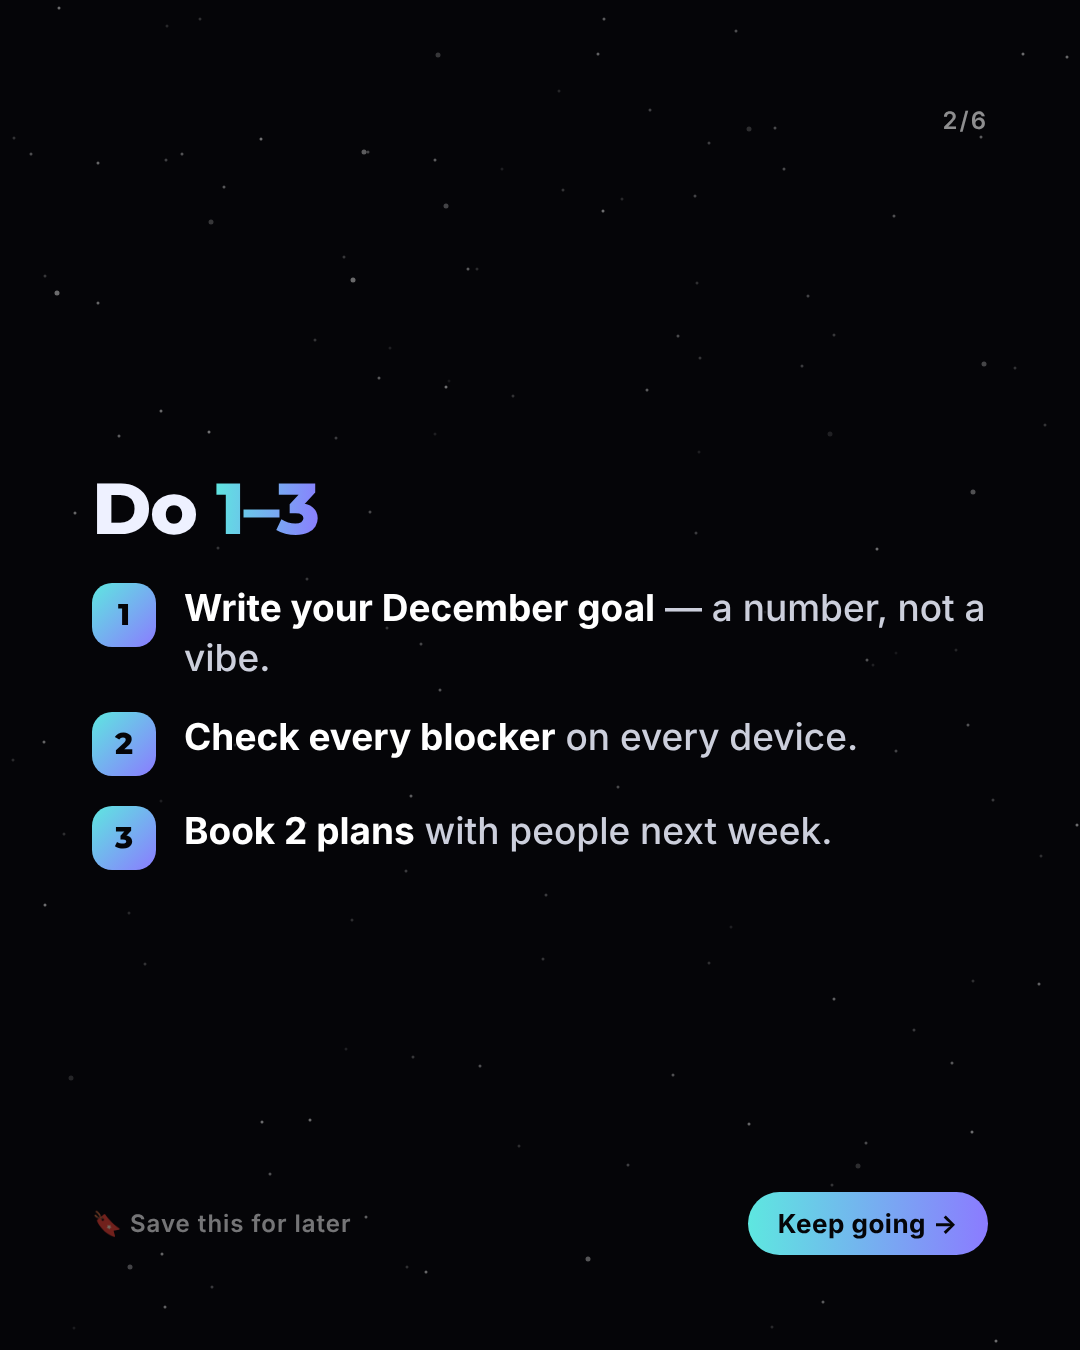 2/6
Do 1–3
1 Write your December goal — a number, not a
vibe.
2 Check every blocker on every device.
3 Book 2 plans with people next week.
🔖 Save this for later
Keep going →